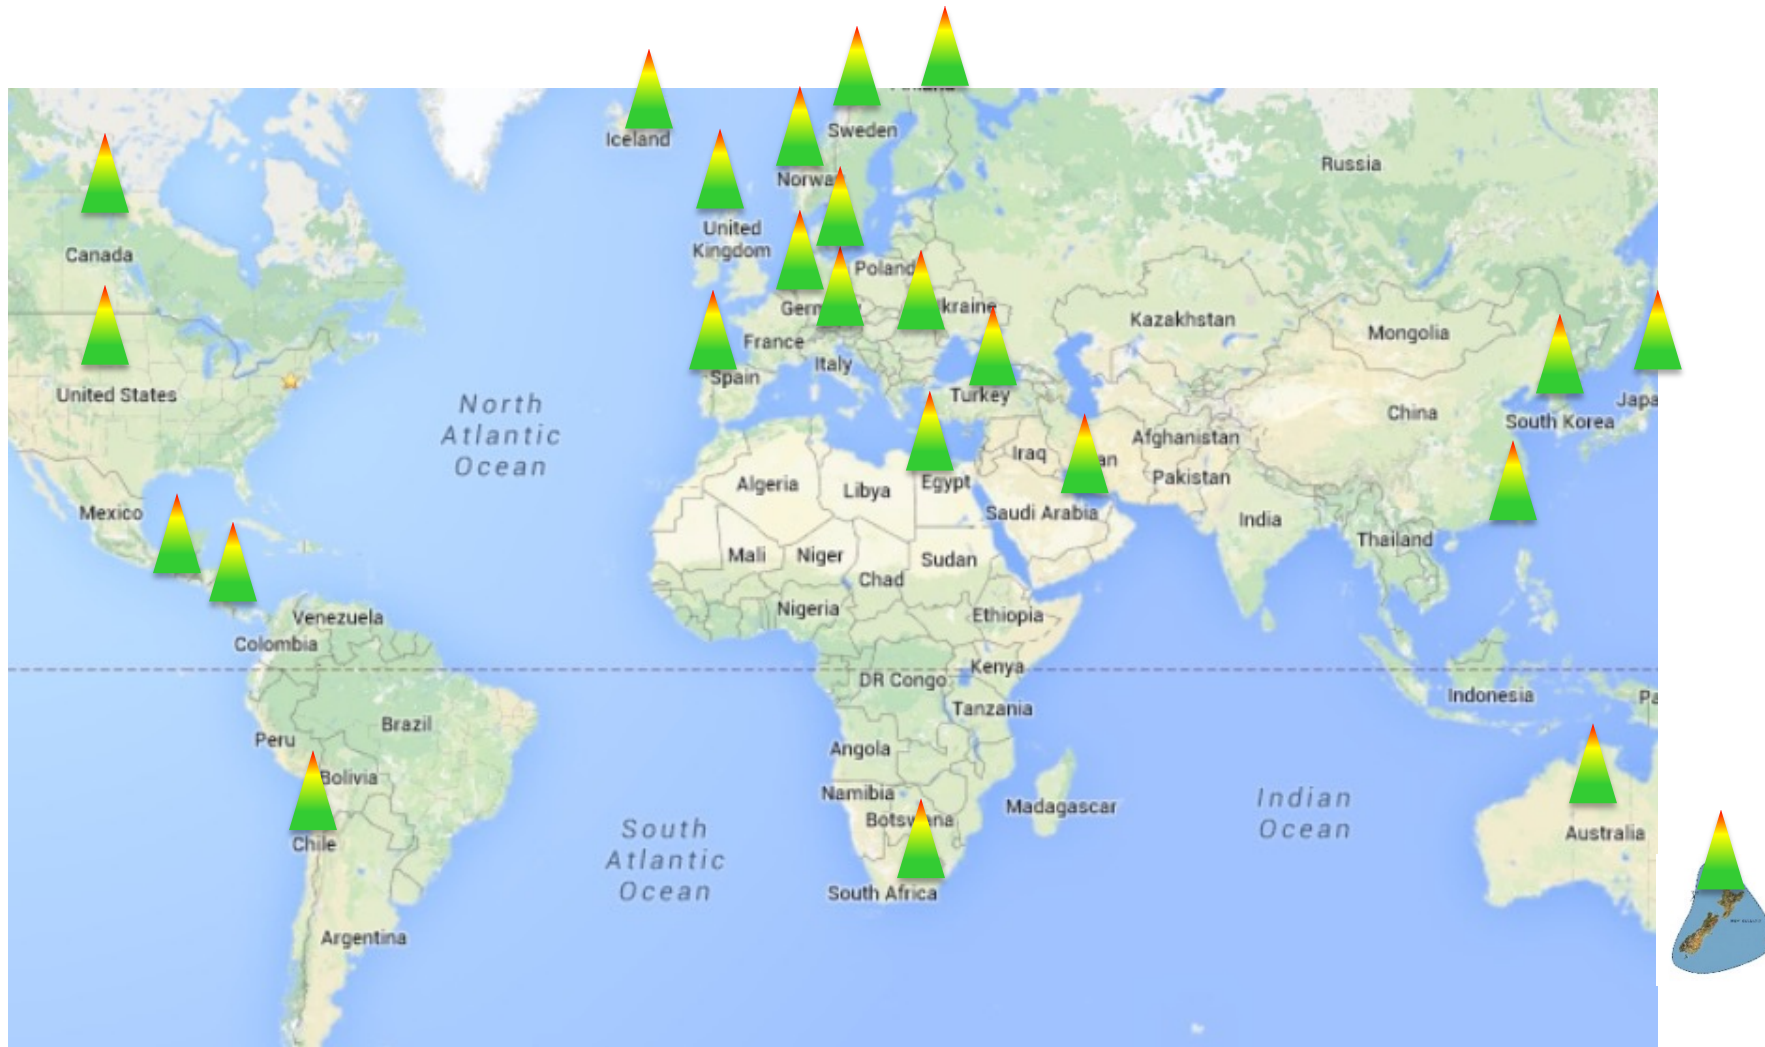 Iceland
Sweden
Russia
Norwa
United
Kingdom
Canada
Poland
Germ
kraine
Kazakhstan
Mongolia
France
Italy
Spain
United States
Turkey
Japa
North
Atlantic
Ocean
China
South Korea
Afghanistan
Iraq
an
Pakistan
Algeria
Libya
Egypt
Mexico
Saudi Arabia
India
Thailand
Mali
Niger
Sudan
Chad
Nigeria
Ethiopia
Venezuela
Colombia
Kenya
DR Congo
Indonesia
Pa
Tanzania
Brazil
Peru
Angola
Bolivia
Namibia
Madagascar
Indian
Ocean
Botswana
South
Atlantic
Ocean
Australia
Chile
South Africa
Argentina